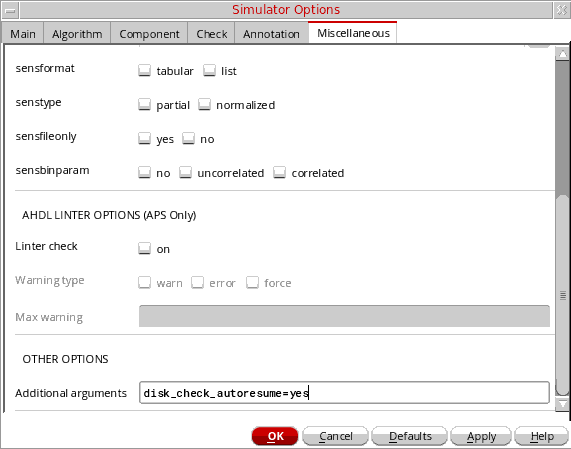 Simulator Options
Main Algorithm Component Check Annotation Miscellaneous
sensformat tabular list
senstype partial normalized
sensfileonly yes no
sensbinparam no uncorrelated correlated
AHDL LINTER OPTIONS (APS Only)
Linter check on
Warning type warn error force
Max warning
OTHER OPTIONS
Additional arguments disk_check_autoresume=yes
OK Cancel Defaults Apply Help